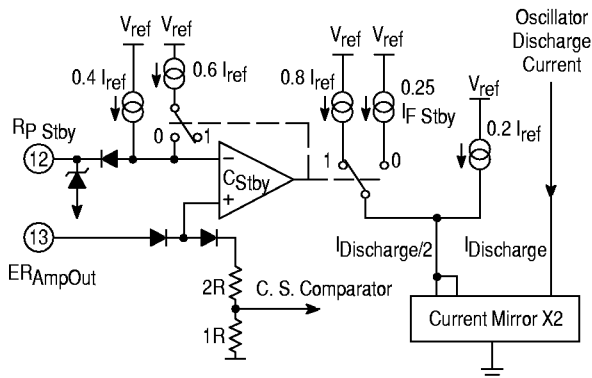 Vref
Vref
Vref
Vref
Oscillator
Discharge
Current
0.4 Iref
0.6 Iref
0.8 Iref
0.25
IF Stby
Vref
0.2 Iref
RP Stby
12
0
1
CStby
−
+
1
0
13
ERAmpOut
IDischarge/2
IDischarge
2R
C. S. Comparator
1R
Current Mirror X2